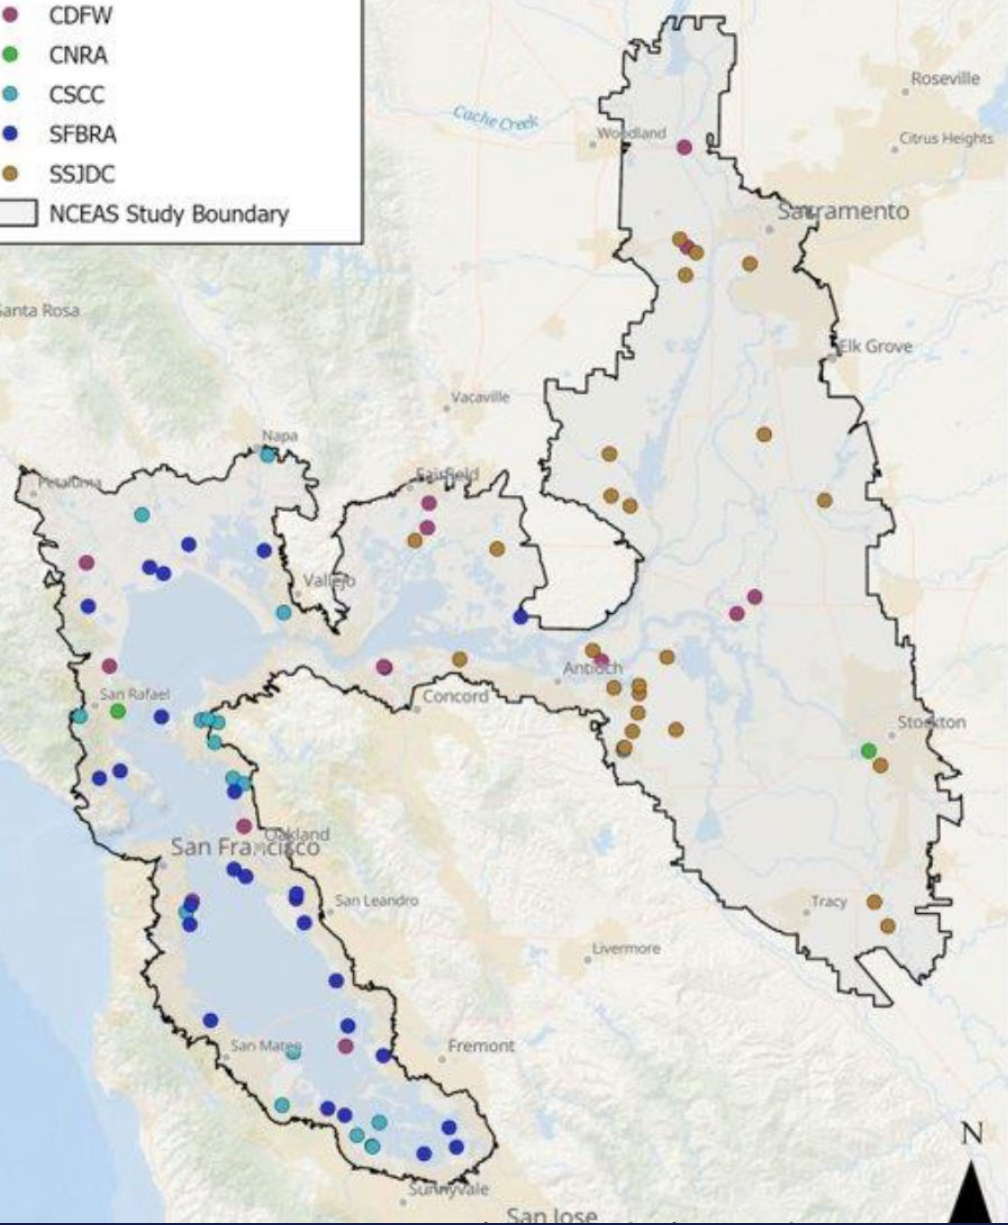 CDFW
CNRA
CSCC
SFBRA
SSJDC
NCEAS Study Boundary
Roseville
Cache Creek
Woodland
Citrus Heights
Sacramento
Santa Rosa
Elk Grove
Vacaville
Napa
Fairfield
Petaluma
Vallejo
Antioch
San Rafael
Concord
Stockton
Oakland
San Francisco
San Leandro
Tracy
Livermore
San Mateo
Fremont
N
Sunnyvale
San Jose